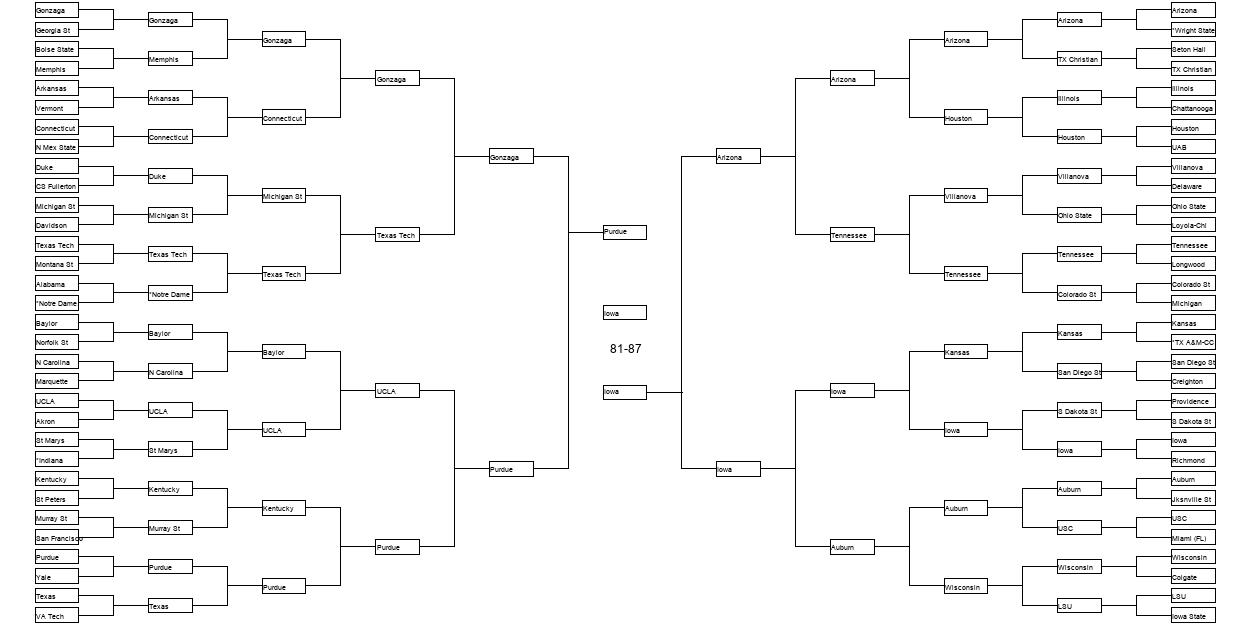 Gonzaga
Georgia St
Boise State
Memphis
Arkansas
Vermont
Connecticut
N Mex State
Duke
CS Fullerton
Michigan St
Davidson
Texas Tech
Montana St
Alabama
*Notre Dame
Baylor
Norfolk St
N Carolina
Marquette
UCLA
Akron
St Marys
*Indiana
Kentucky
St Peters
Murray St
San Francisco
Purdue
Yale
Texas
VA Tech
Gonzaga
Memphis
Arkansas
Connecticut
Duke
Michigan St
Texas Tech
*Notre Dame
Baylor
N Carolina
UCLA
St Marys
Kentucky
Murray St
Purdue
Texas
Gonzaga
Connecticut
Michigan St
Texas Tech
Baylor
UCLA
Kentucky
Purdue
Gonzaga
Texas Tech
UCLA
Purdue
Gonzaga
Purdue
Purdue
Iowa
81-87
Iowa
Arizona
Iowa
Arizona
Tennessee
Iowa
Auburn
Arizona
Houston
Villanova
Tennessee
Kansas
Iowa
Auburn
Wisconsin
Arizona
TX Christian
Illinois
Houston
Villanova
Ohio State
Tennessee
Colorado St
Kansas
San Diego St
S Dakota St
Iowa
Auburn
USC
Wisconsin
LSU
Arizona
*Wright State
Seton Hall
TX Christian
Illinois
Chattanooga
Houston
UAB
Villanova
Delaware
Ohio State
Loyola-Chi
Tennessee
Longwood
Colorado St
Michigan
Kansas
*TX A&M-CC
San Diego St
Creighton
Providence
S Dakota St
Iowa
Richmond
Auburn
Jksnville St
USC
Miami (FL)
Wisconsin
Colgate
LSU
Iowa State